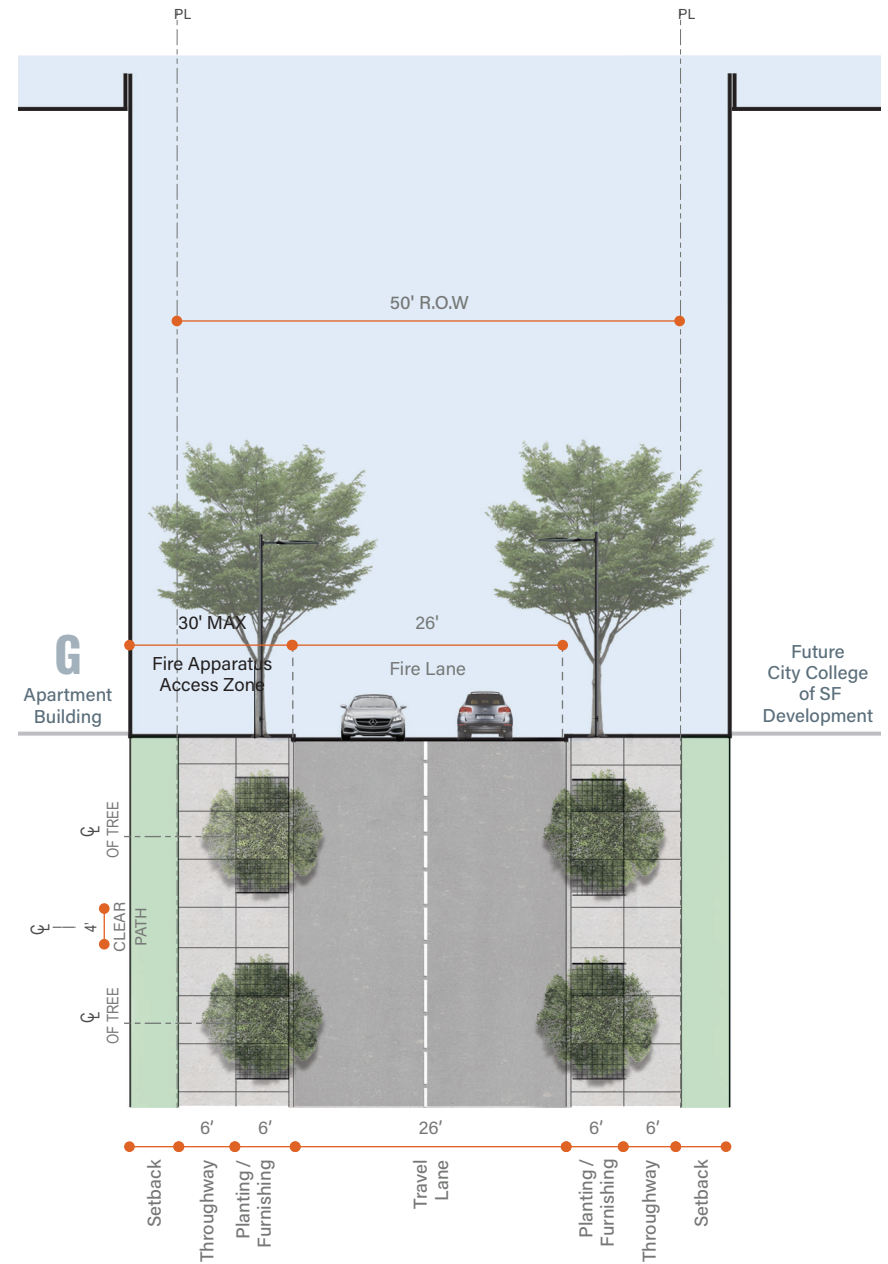 PL
PL
50' R.O.W
30' MAX
Fire Apparatus
Access Zone
26'
Fire Lane
G
Apartment
Building
Future
City College
of SF
Development
℄
OF TREE
℄
4'
CLEAR
PATH
℄
OF TREE
6'
6'
26'
6'
6'
Setback
Throughway
Planting /
Furnishing
Travel
Lane
Planting /
Furnishing
Throughway
Setback